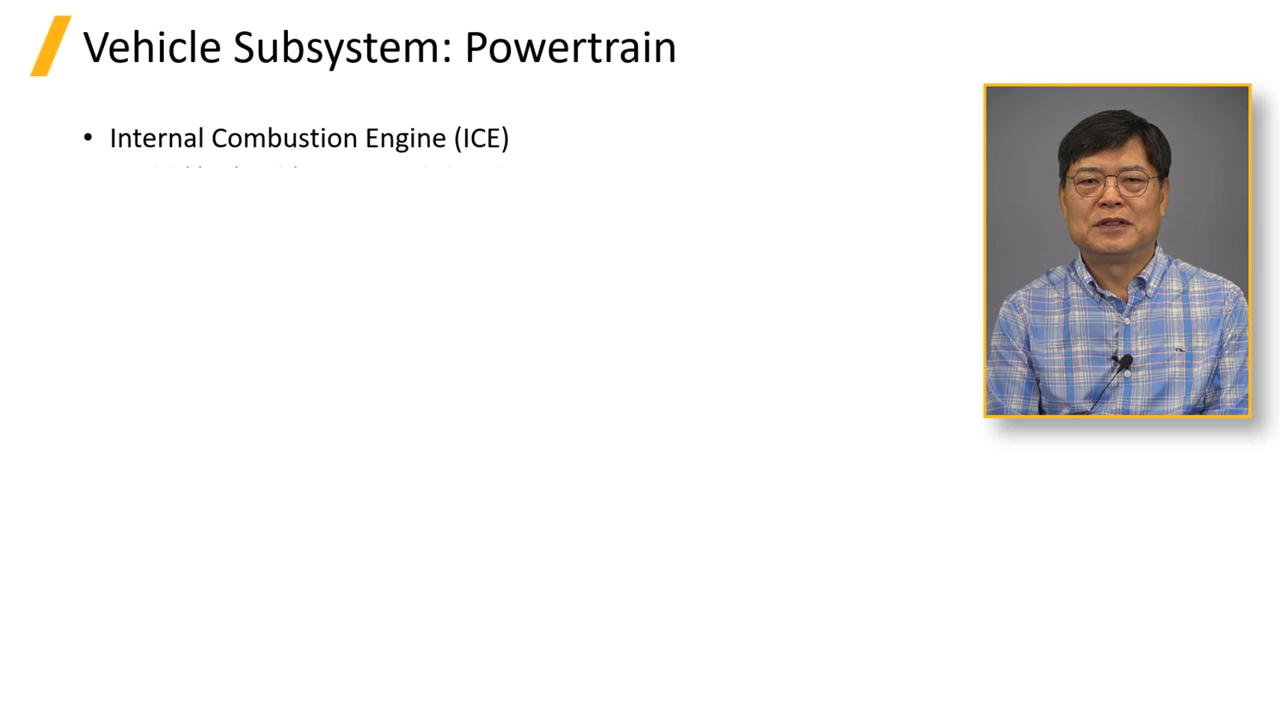 Vehicle Subsystem: Powertrain
• Internal Combustion Engine (ICE)